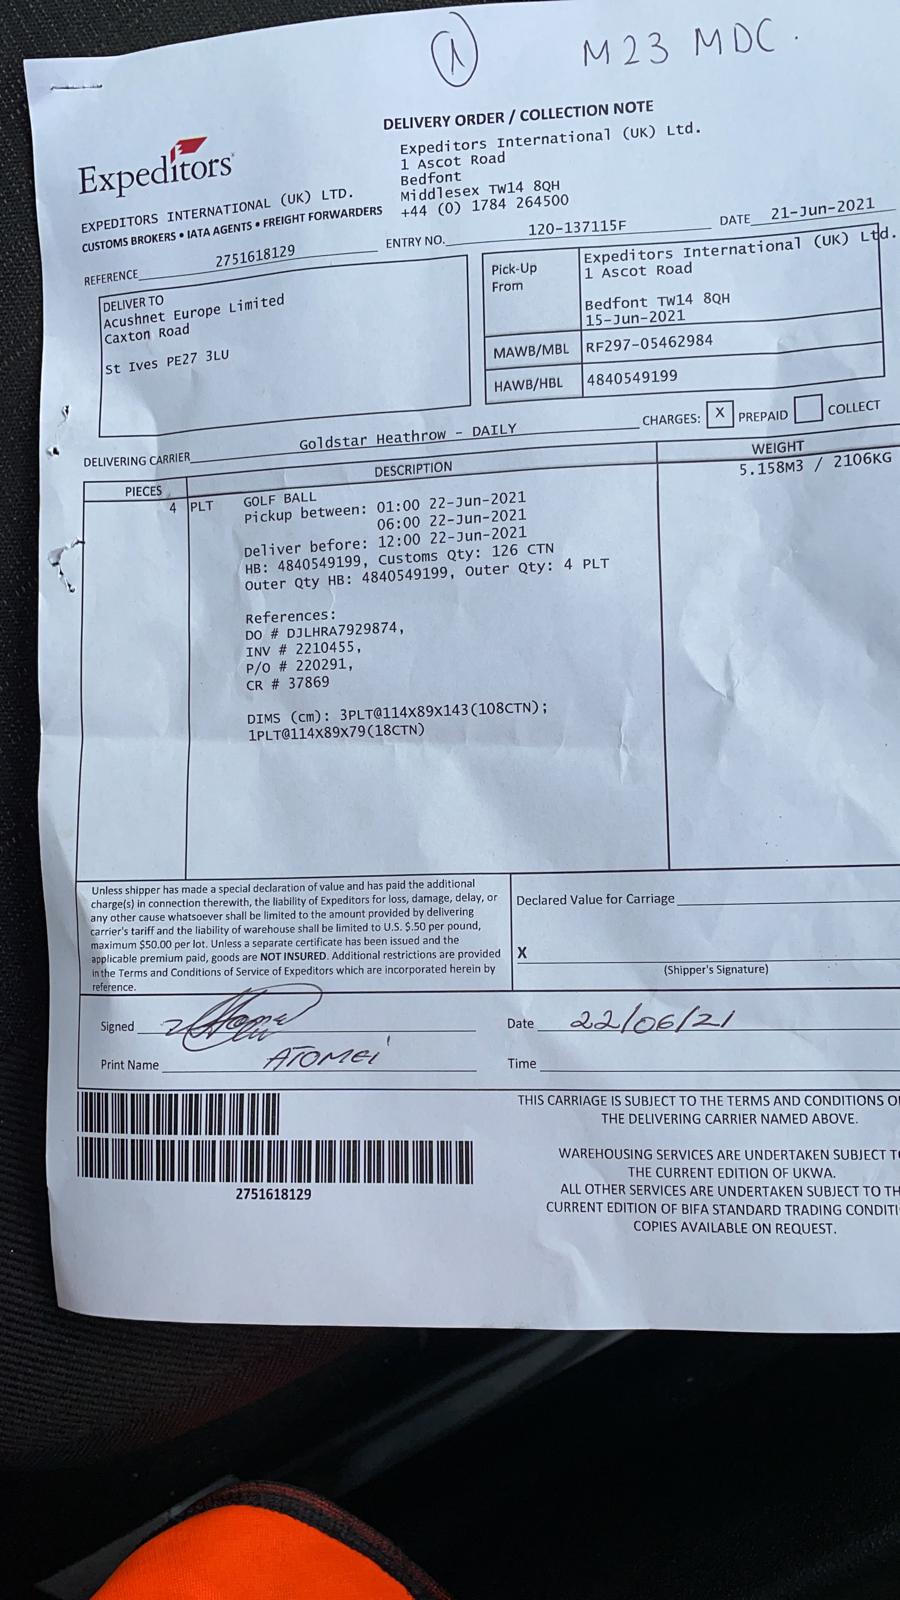 1
M23 MDC.
DELIVERY ORDER / COLLECTION NOTE
Expeditors
Expeditors International (UK) Ltd.
1 Ascot Road
Bedfont
Middlesex TW14 8QH
+44 (0) 1784 264500
EXPEDITORS INTERNATIONAL (UK) LTD.
CUSTOMS BROKERS • IATA AGENTS • FREIGHT FORWARDERS
REFERENCE 2751618129 ENTRY NO. 120-137115F DATE 21-Jun-2021
DELIVER TO
Acushnet Europe Limited
Caxton Road
St Ives PE27 3LU
Pick-Up From
Expeditors International (UK) Ltd.
1 Ascot Road
Bedfont TW14 8QH
15-Jun-2021
MAWB/MBL RF297-05462984
HAWB/HBL 4840549199
CHARGES: X PREPAID COLLECT
DELIVERING CARRIER Goldstar Heathrow - DAILY
PIECES DESCRIPTION WEIGHT
4 PLT GOLF BALL 5.158M3 / 2106KG
Pickup between: 01:00 22-Jun-2021
06:00 22-Jun-2021
Deliver before: 12:00 22-Jun-2021
HB: 4840549199, Customs Qty: 126 CTN
Outer Qty HB: 4840549199, Outer Qty: 4 PLT
References:
DO # DJLHRA7929874,
INV # 2210455,
P/O # 220291,
CR # 37869
DIMS (cm): 3PLT@114X89X143(108CTN);
1PLT@114X89X79(18CTN)
Unless shipper has made a special declaration of value and has paid the additional
charge(s) in connection therewith, the liability of Expeditors for loss, damage, delay, or
any other cause whatsoever shall be limited to the amount provided by delivering
carrier's tariff and the liability of warehouse shall be limited to U.S. $.50 per pound,
maximum $50.00 per lot. Unless a separate certificate has been issued and the
applicable premium paid, goods are NOT INSURED. Additional restrictions are provided
in the Terms and Conditions of Service of Expeditors which are incorporated herein by
reference.
Declared Value for Carriage
X
(Shipper's Signature)
Signed
Date 22/06/21
Print Name ATOMEI
Time
THIS CARRIAGE IS SUBJECT TO THE TERMS AND CONDITIONS O
THE DELIVERING CARRIER NAMED ABOVE.
WAREHOUSING SERVICES ARE UNDERTAKEN SUBJECT T
THE CURRENT EDITION OF UKWA.
ALL OTHER SERVICES ARE UNDERTAKEN SUBJECT TO TH
CURRENT EDITION OF BIFA STANDARD TRADING CONDITI
COPIES AVAILABLE ON REQUEST.
2751618129